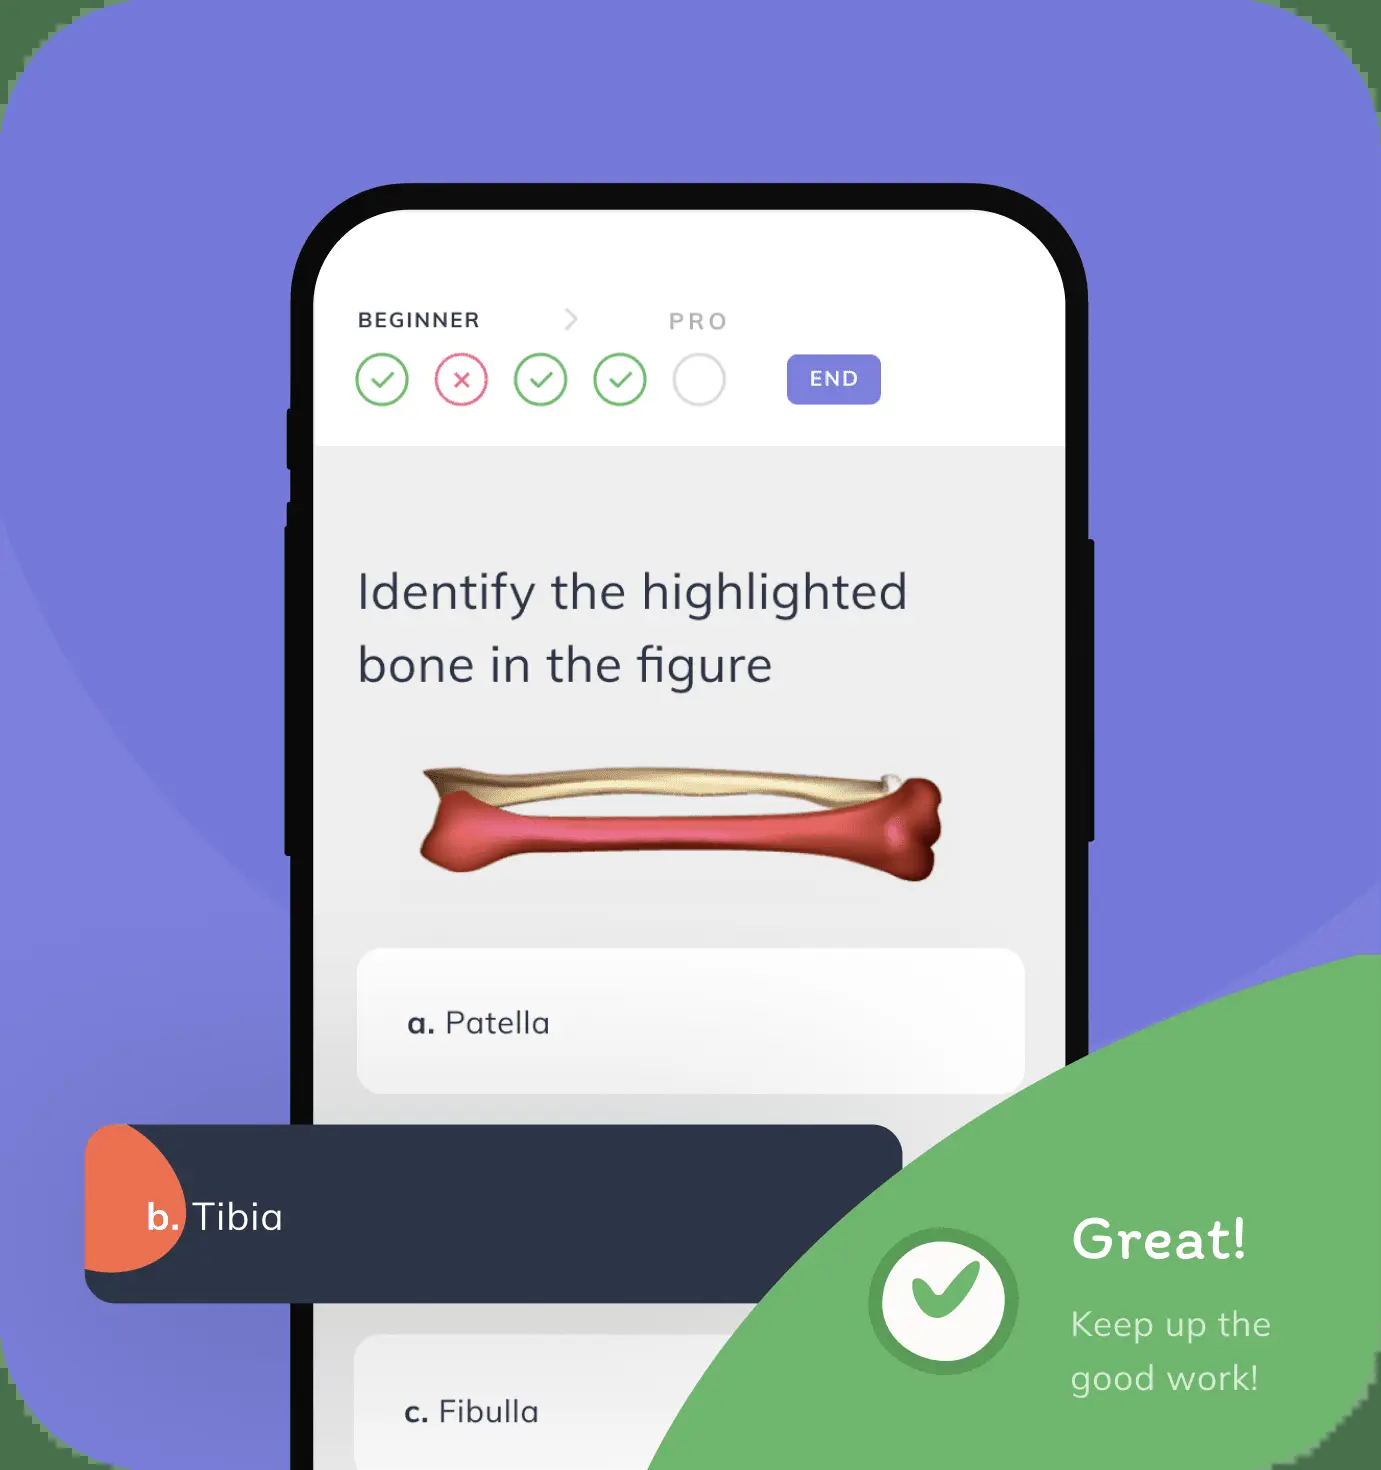 BEGINNER > PRO
END
Identify the highlighted
bone in the figure
a. Patella
b. Tibia
Great!
Keep up the
good work!
c. Fibulla